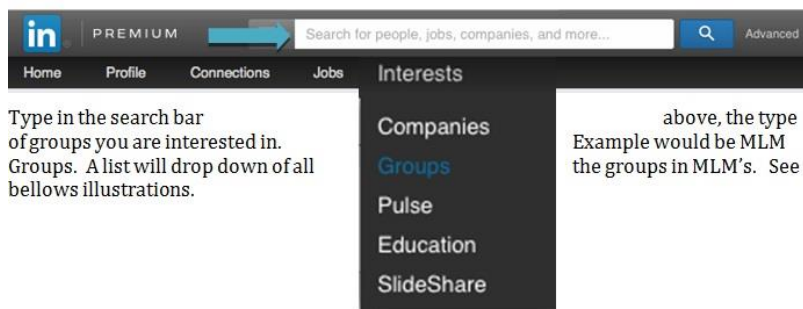 in PREMIUM Search for people, jobs, companies, and more... Advanced
Home Profile Connections Jobs Interests
Type in the search bar above, the type
of groups you are interested in. Example would be MLM
Groups. A list will drop down of all the groups in MLM's. See
bellows illustrations.
Companies
Groups
Pulse
Education
SlideShare